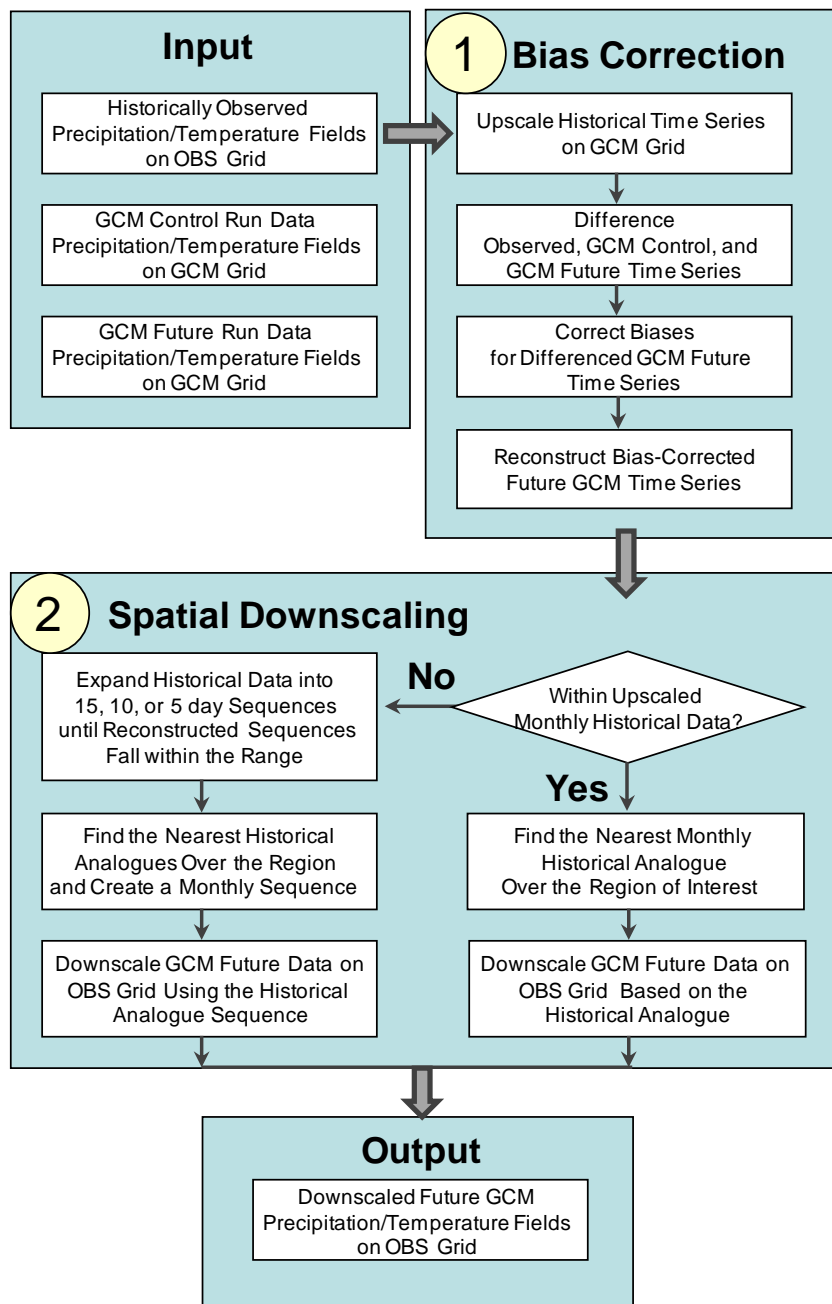 Input
Historically Observed
Precipitation/Temperature Fields
on OBS Grid
GCM Control Run Data
Precipitation/Temperature Fields
on GCM Grid
GCM Future Run Data
Precipitation/Temperature Fields
on GCM Grid
1
Bias Correction
Upscale Historical Time Series
on GCM Grid
Difference
Observed, GCM Control, and
GCM Future Time Series
Correct Biases
for Differenced GCM Future
Time Series
Reconstruct Bias-Corrected
Future GCM Time Series
2
Spatial Downscaling
Within Upscaled
Monthly Historical Data?
No
Expand Historical Data into
15, 10, or 5 day Sequences
until Reconstructed Sequences
Fall within the Range
Find the Nearest Historical
Analogues Over the Region
and Create a Monthly Sequence
Downscale GCM Future Data on
OBS Grid Using the Historical
Analogue Sequence
Yes
Find the Nearest Monthly
Historical Analogue
Over the Region of Interest
Downscale GCM Future Data on
OBS Grid Based on the
Historical Analogue
Output
Downscaled Future GCM
Precipitation/Temperature Fields
on OBS Grid